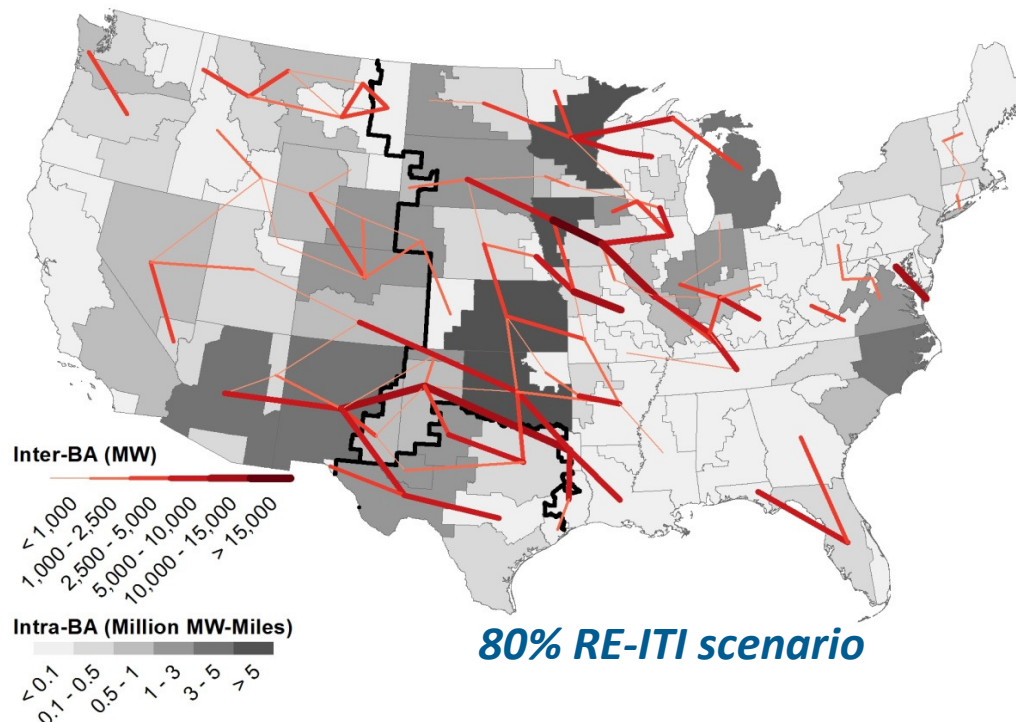 Inter-BA (MW)
< 1,000
1,000 - 2,500
2,500 - 5,000
5,000 - 10,000
10,000 - 15,000
> 15,000
Intra-BA (Million MW-Miles)
< 0.1
0.1 - 0.5
0.5 - 1
1 - 3
3 - 5
> 5
80% RE-ITI scenario